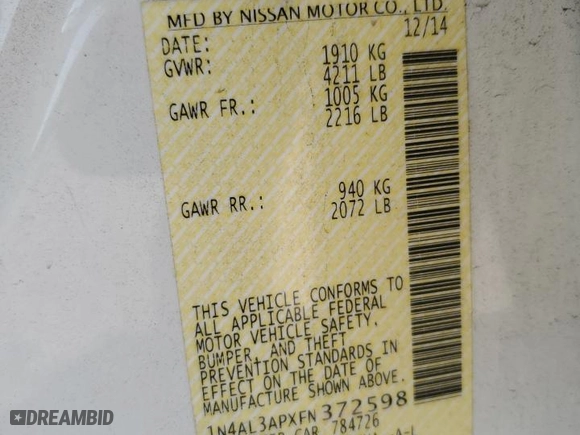 MFD BY NISSAN MOTOR CO., LTD.
DATE: 12/14
GVWR: 1910 KG
4211 LB
GAWR FR.: 1005 KG
2216 LB
GAWR RR.: 940 KG
2072 LB
THIS VEHICLE CONFORMS TO
ALL APPLICABLE FEDERAL
MOTOR VEHICLE SAFETY,
BUMPER, AND THEFT
PREVENTION STANDARDS IN
EFFECT ON THE DATE OF
MANUFACTURE SHOWN ABOVE.
1N4AL3APXFN372598
CAR 784726
A-L
DREAMBID